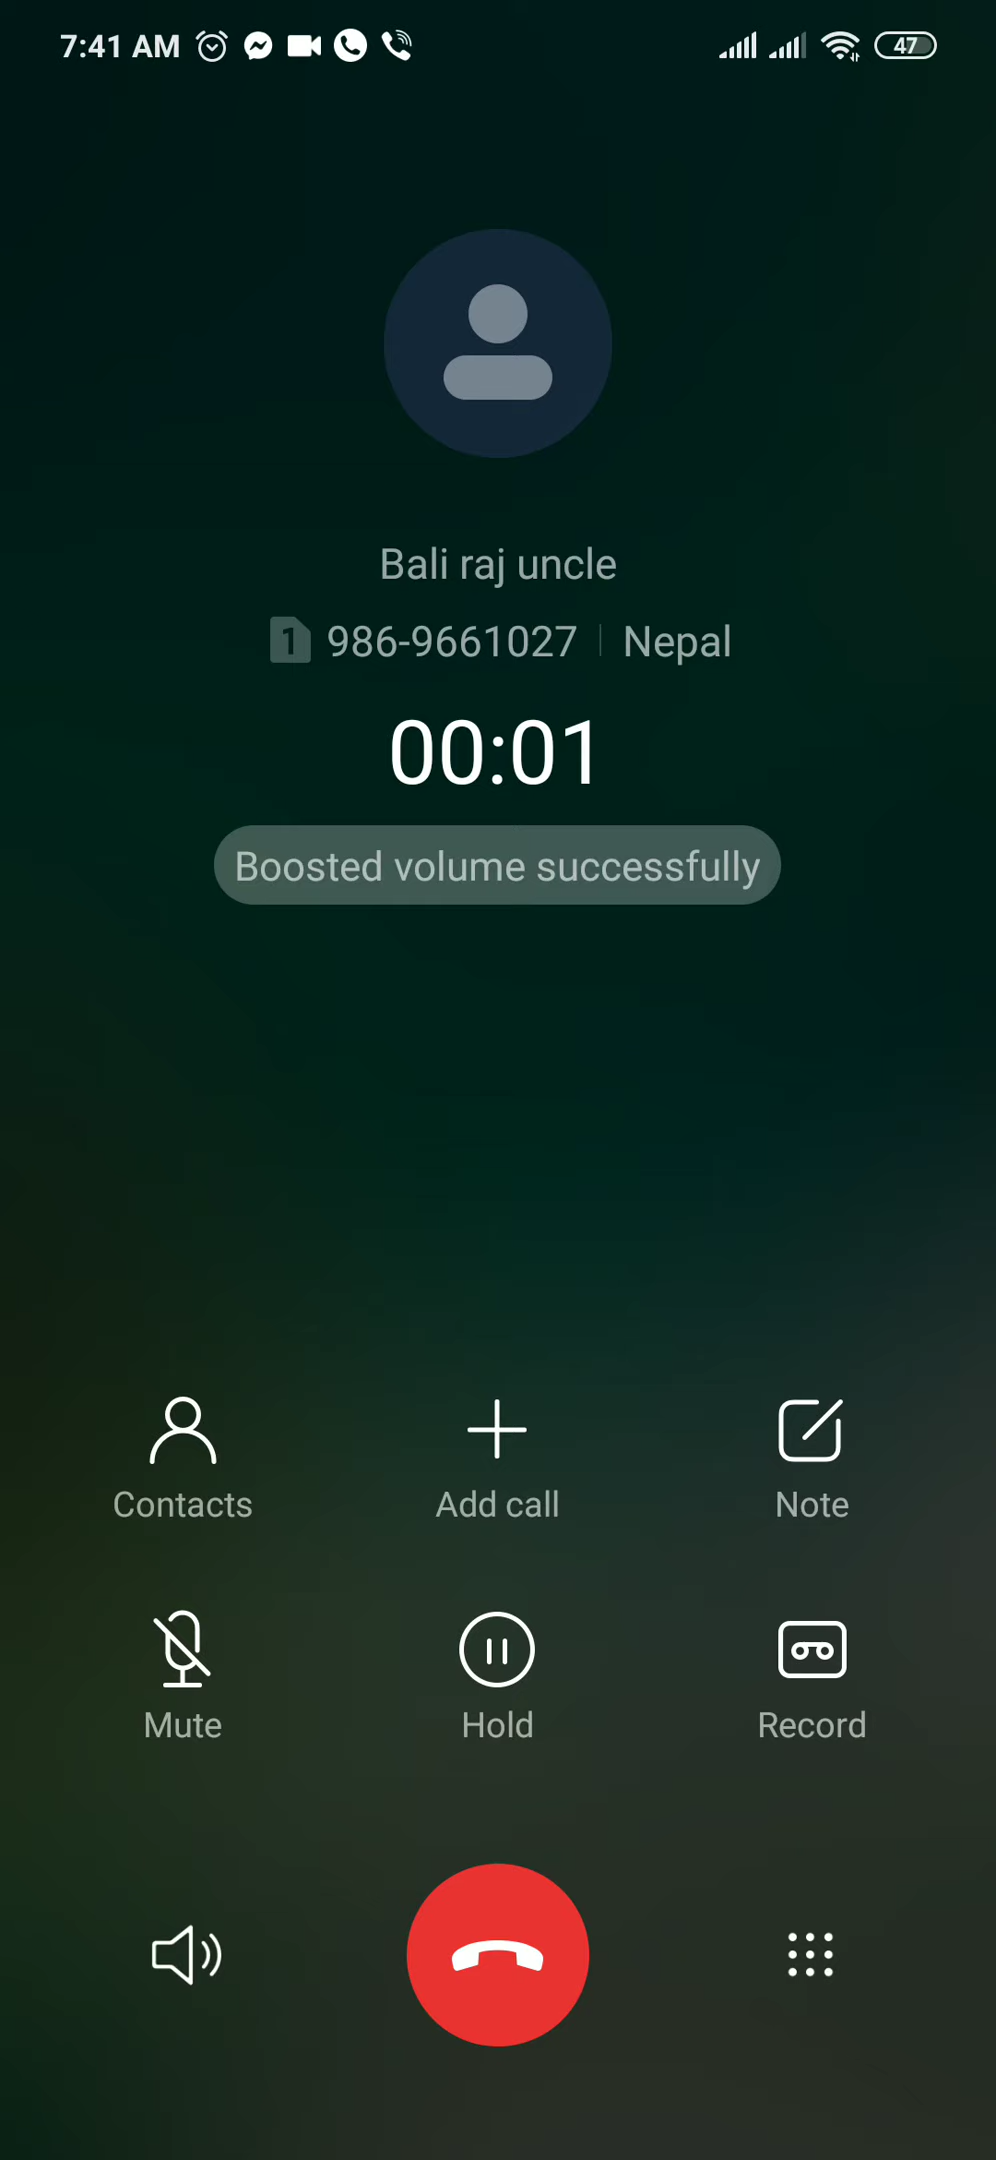 7:41 AM 47
Bali raj uncle
1 986-9661027 Nepal
00:01
Boosted volume successfully
Contacts Add call Note
Mute Hold Record